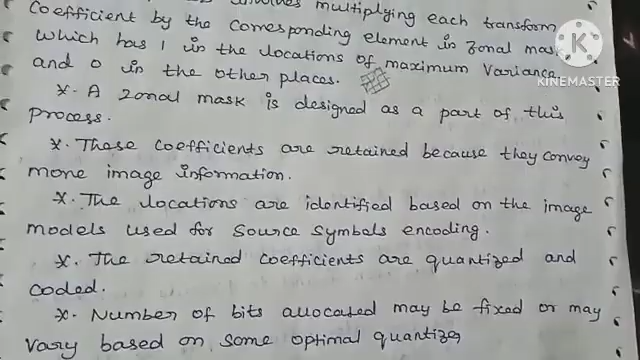 involves multiplying each transform
coefficient by the corresponding element in zonal mask
which has 1 in the locations of maximum variance
and 0 in the other places.
*. A zonal mask is designed as a part of this
process.
*. These coefficients are retained because they convey
more image information.
*. The locations are identified based on the image
models used for source symbols encoding.
*. The retained coefficients are quantized and
coded.
*. Number of bits allocated may be fixed or may
vary based on some optimal quantizer
KINEMASTER